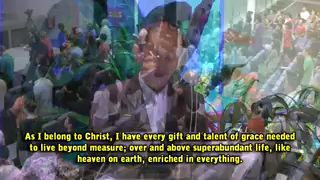 As I belong to Christ, I have every gift and talent of grace needed
to live beyond measure; over and above superabundant life, like
heaven on earth, enriched in everything.